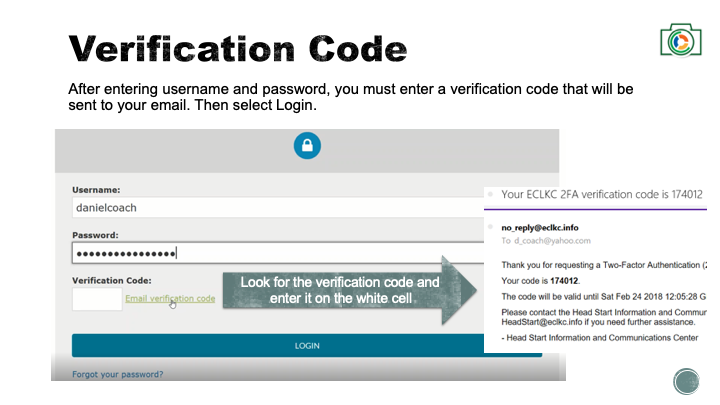 Verification Code
After entering username and password, you must enter a verification code that will be
sent to your email. Then select Login.
Username:
danielcoach
Password:
Verification Code:
Email verification code
Look for the verification code and
enter it on the white cell
LOGIN
Forgot your password?
Your ECLKC 2FA verification code is 174012
no_reply@eclkc.info
To d_coach@yahoo.com
Thank you for requesting a Two-Factor Authentication (2
Your code is 174012.
The code will be valid until Sat Feb 24 2018 12:05:28 G
Please contact the Head Start Information and Commur
HeadStart@eclkc.info if you need further assistance.
- Head Start Information and Communications Center